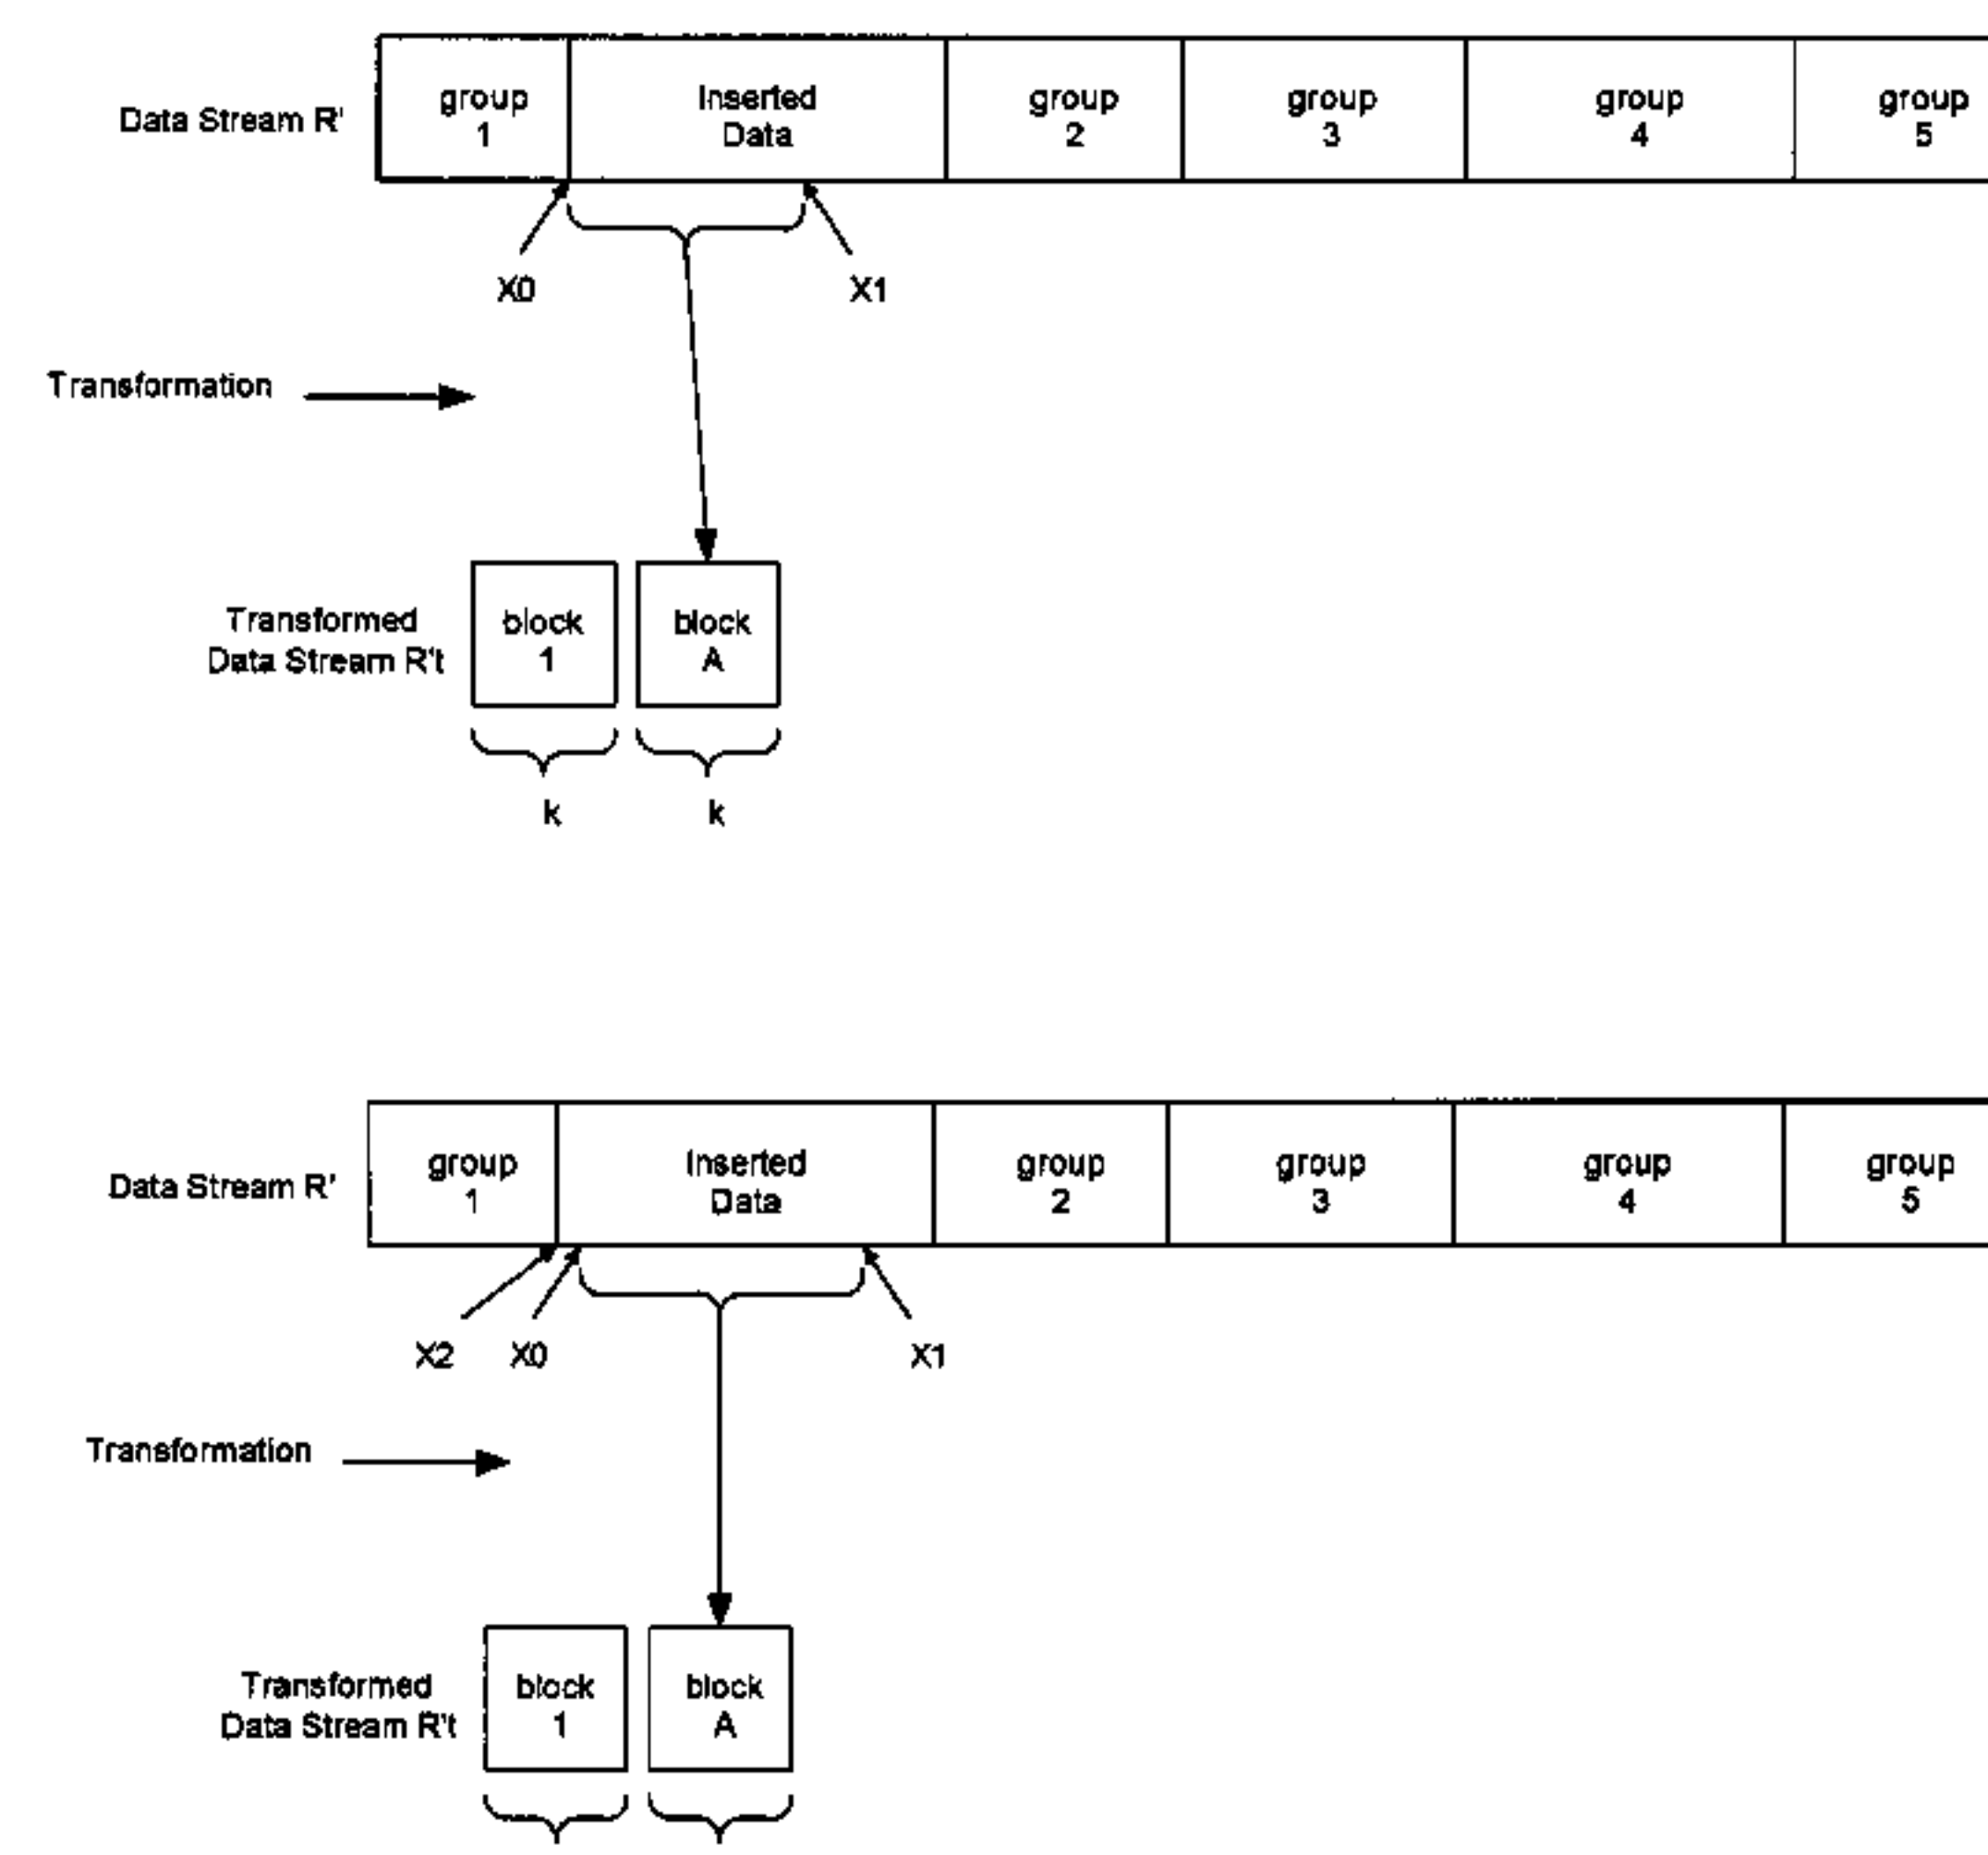 Data Stream R'
group
1
Inserted
Data
group
2
group
3
group
4
group
5
X0
X1
Transformation
Transformed
Data Stream R't
block
1
block
A
k
k
Data Stream R'
group
1
Inserted
Data
group
2
group
3
group
4
group
5
X2
X0
X1
Transformation
Transformed
Data Stream R't
block
1
block
A